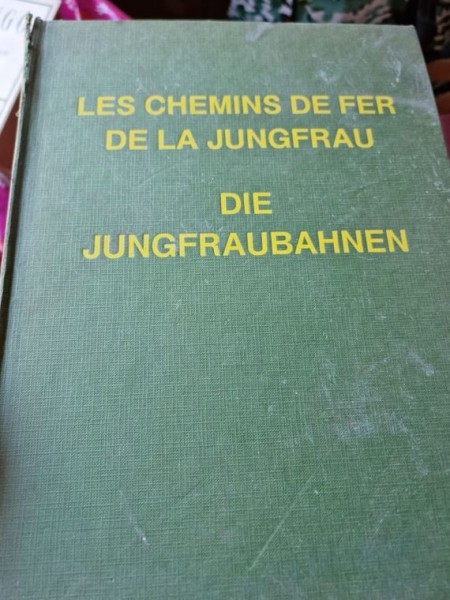 LES CHEMINS DE FER
DE LA JUNGFRAU
DIE
JUNGFRAUBAHNEN